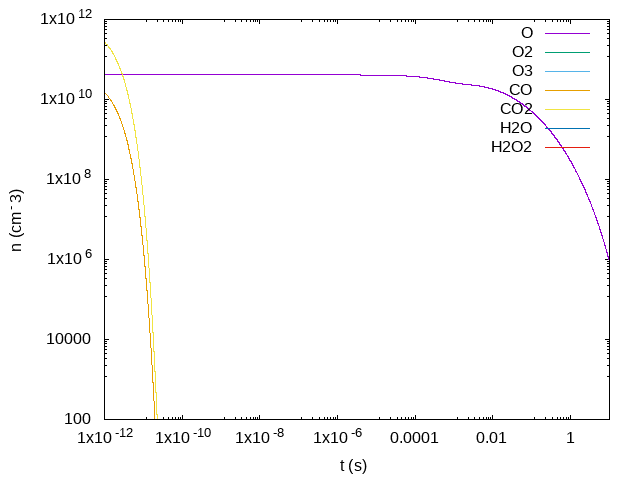 1x10^12
1x10^10
1x10^8
1x10^6
10000
100
n (cm^-3)
O
O2
O3
CO
CO2
H2O
H2O2
1x10^-12
1x10^-10
1x10^-8
1x10^-6
0.0001
0.01
1
t (s)